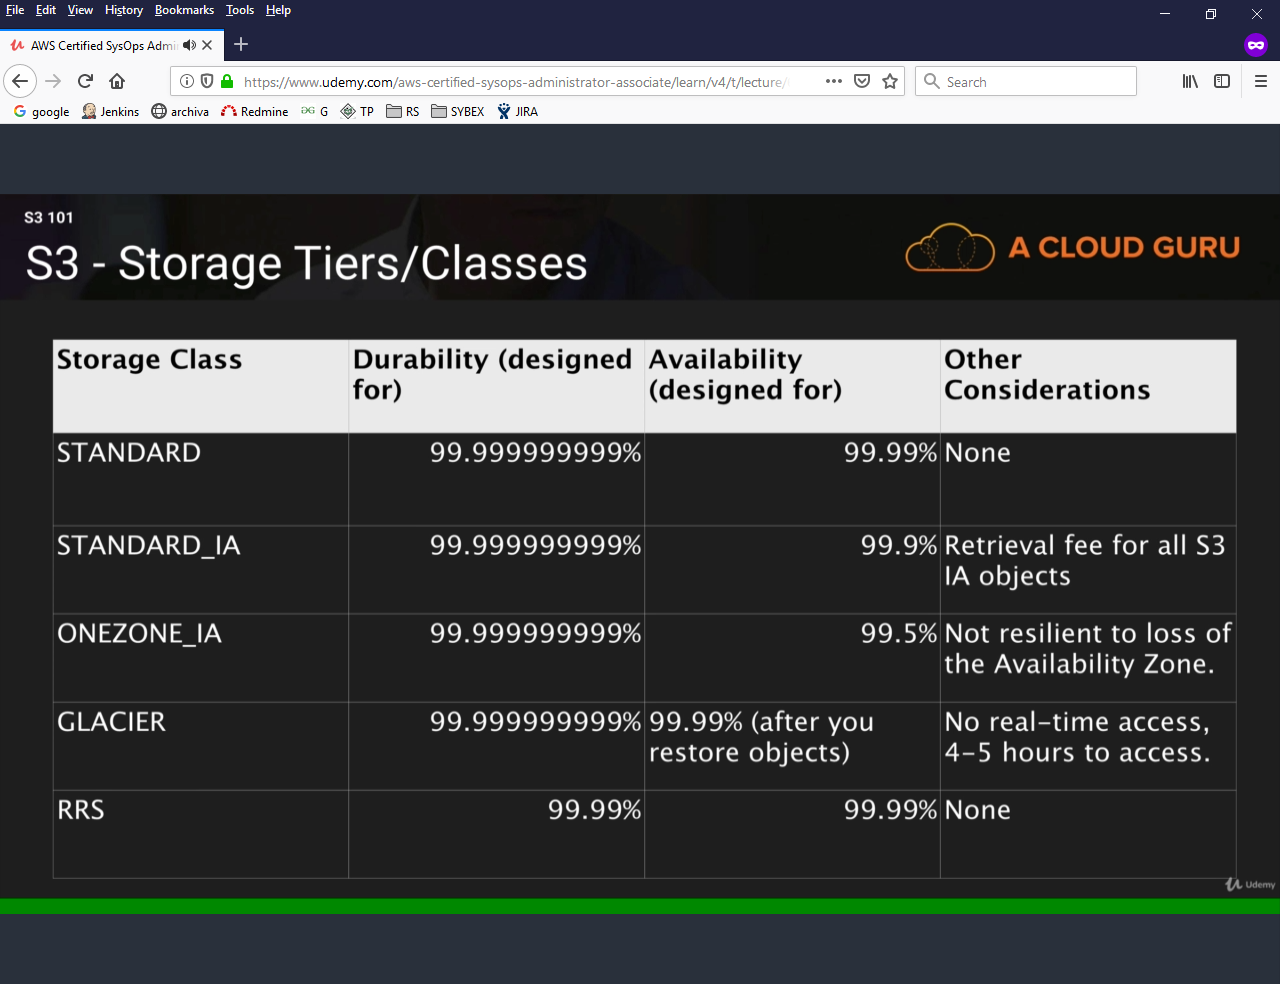 File Edit View History Bookmarks Tools Help
AWS Certified SysOps Admi
https://www.udemy.com/aws-certified-sysops-administrator-associate/learn/v4/t/lecture/
Search
google Jenkins archiva Redmine G TP RS SYBEX JIRA
S3 101
S3 - Storage Tiers/Classes
A CLOUD GURU
Storage Class Durability (designed Availability Other
for) (designed for) Considerations
STANDARD 99.999999999% 99.99% None
STANDARD_IA 99.999999999% 99.9% Retrieval fee for all S3
IA objects
ONEZONE_IA 99.999999999% 99.5% Not resilient to loss of
the Availability Zone.
GLACIER 99.999999999% 99.99% (after you No real-time access,
restore objects) 4-5 hours to access.
RRS 99.99% 99.99% None
Udemy